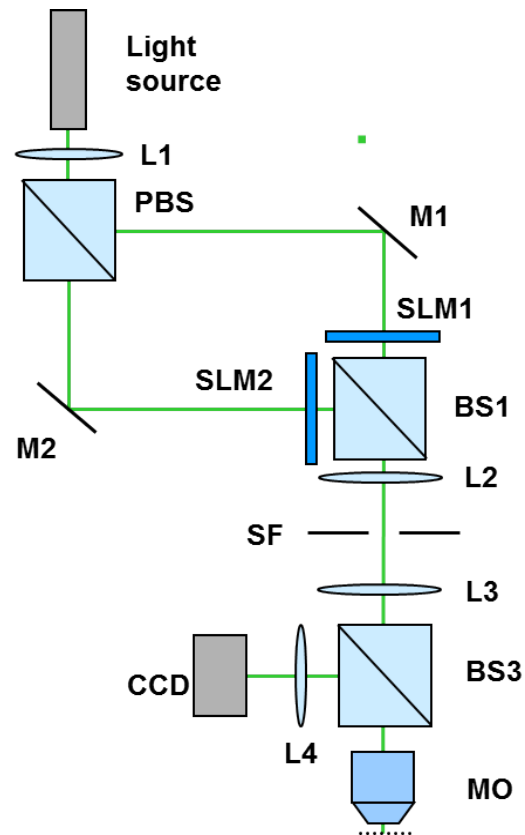 Light
source
L1
PBS
M1
SLM1
SLM2
BS1
M2
L2
SF
L3
BS3
CCD
L4
MO